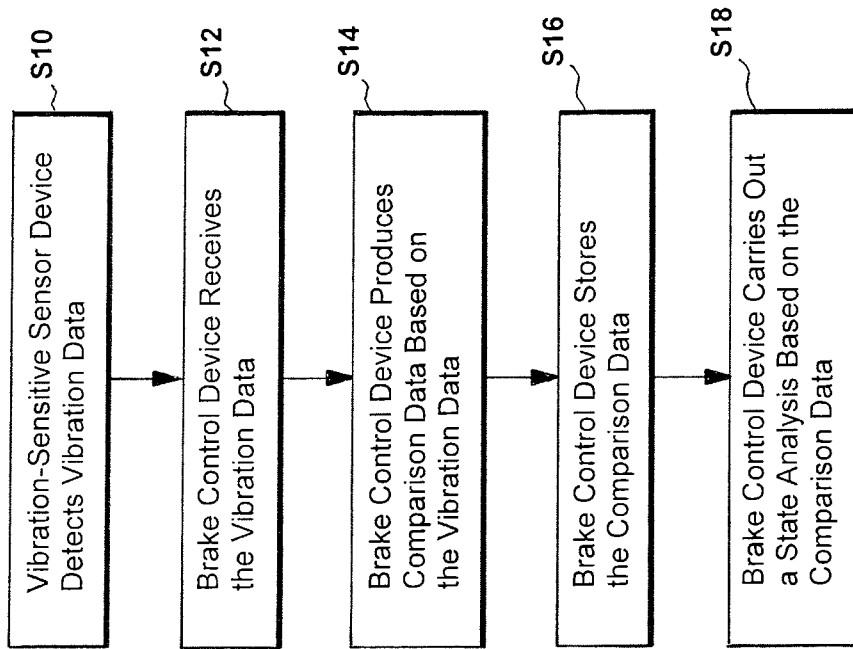 S10
Vibration-Sensitive Sensor Device
Detects Vibration Data
S12
Brake Control Device Receives
the Vibration Data
S14
Brake Control Device Produces
Comparison Data Based on
the Vibration Data
S16
Brake Control Device Stores
the Comparison Data
S18
Brake Control Device Carries Out
a State Analysis Based on the
Comparison Data